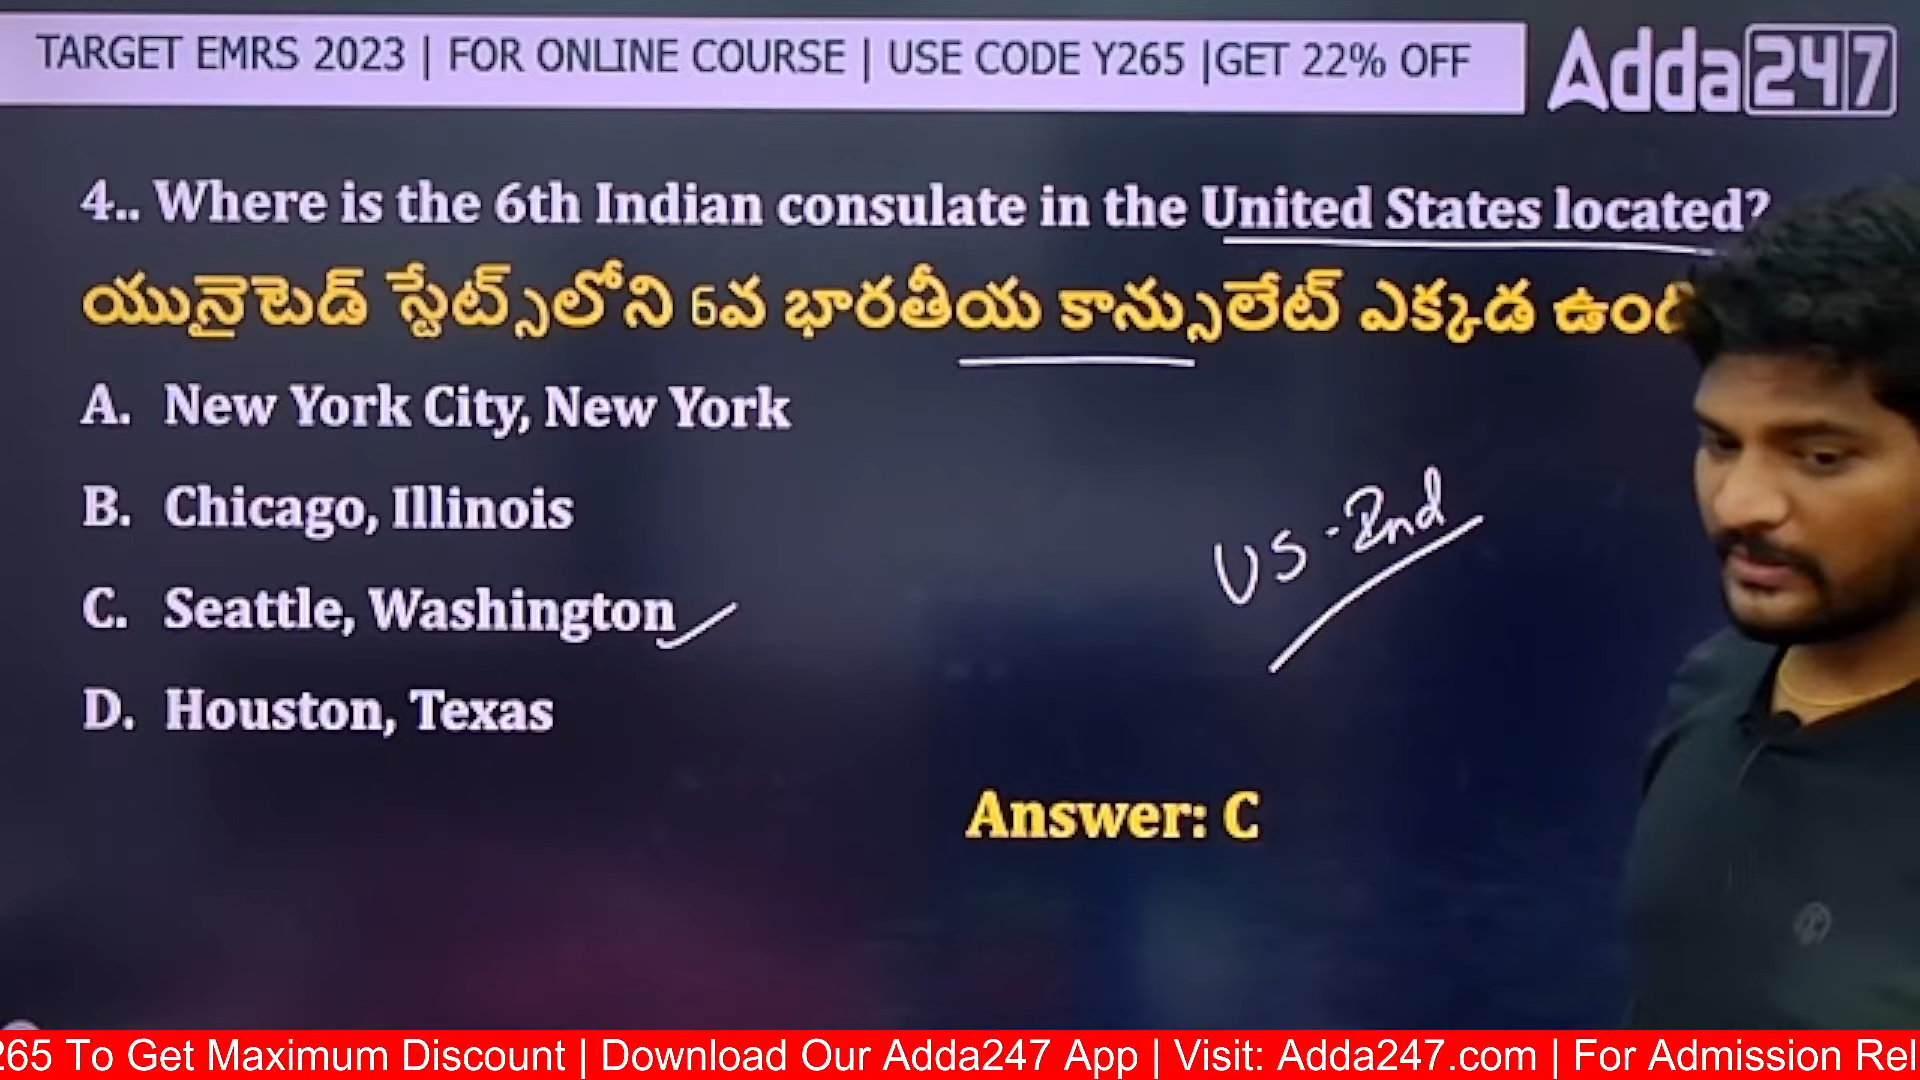 TARGET EMRS 2023 | FOR ONLINE COURSE | USE CODE Y265 |GET 22% OFF
Adda247
4.. Where is the 6th Indian consulate in the United States located?
యునైటెడ్ స్టేట్స్‌లోని 6వ భారతీయ కాన్సులేట్ ఎక్కడ
A. New York City, New York
B. Chicago, Illinois
US-2nd
C. Seattle, Washington
D. Houston, Texas
Answer: C
265 To Get Maximum Discount | Download Our Adda247 App | Visit: Adda247.com | For Admission Rel